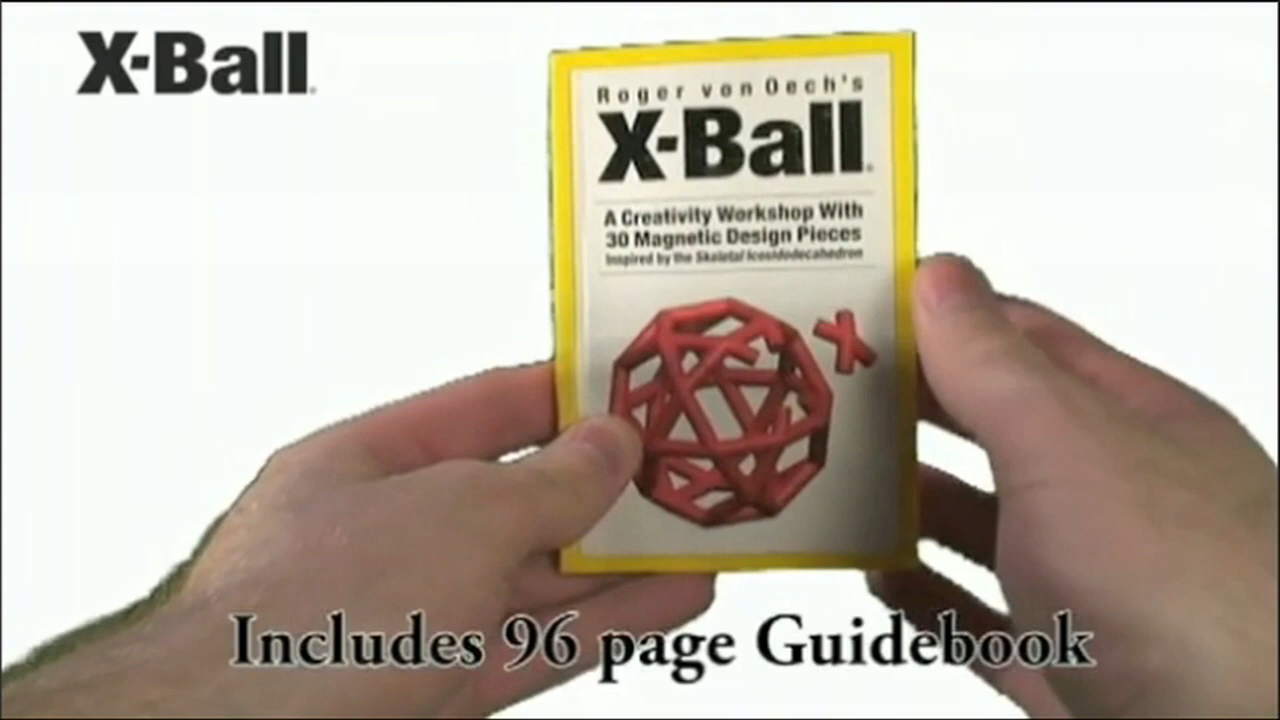 X-Ball
Roger von Oech's
X-Ball
A Creativity Workshop With
30 Magnetic Design Pieces
Inspired by the Skeletal Icosidodecahedron
Includes 96 page Guidebook